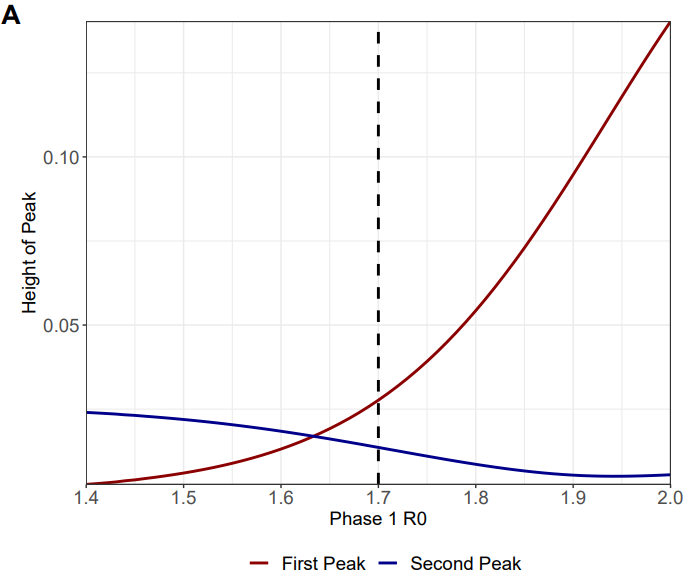 A
Height of Peak
0.10
0.05
1.4 1.5 1.6 1.7 1.8 1.9 2.0
Phase 1 R0
First Peak Second Peak